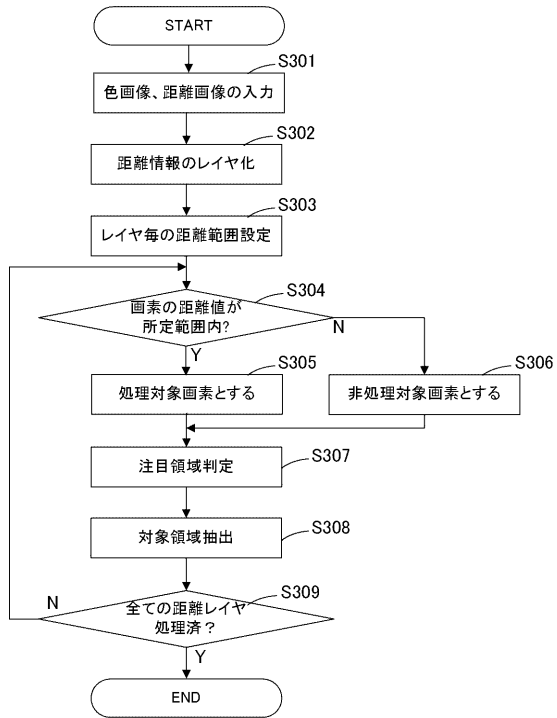 START
S301
色画像、距離画像の入力
S302
距離情報のレイヤ化
S303
レイヤ毎の距離範囲設定
S304
画素の距離値が
所定範囲内?
N
Y
S305
処理対象画素とする
S306
非処理対象画素とする
S307
注目領域判定
S308
対象領域抽出
S309
全ての距離レイヤ
処理済?
N
Y
END